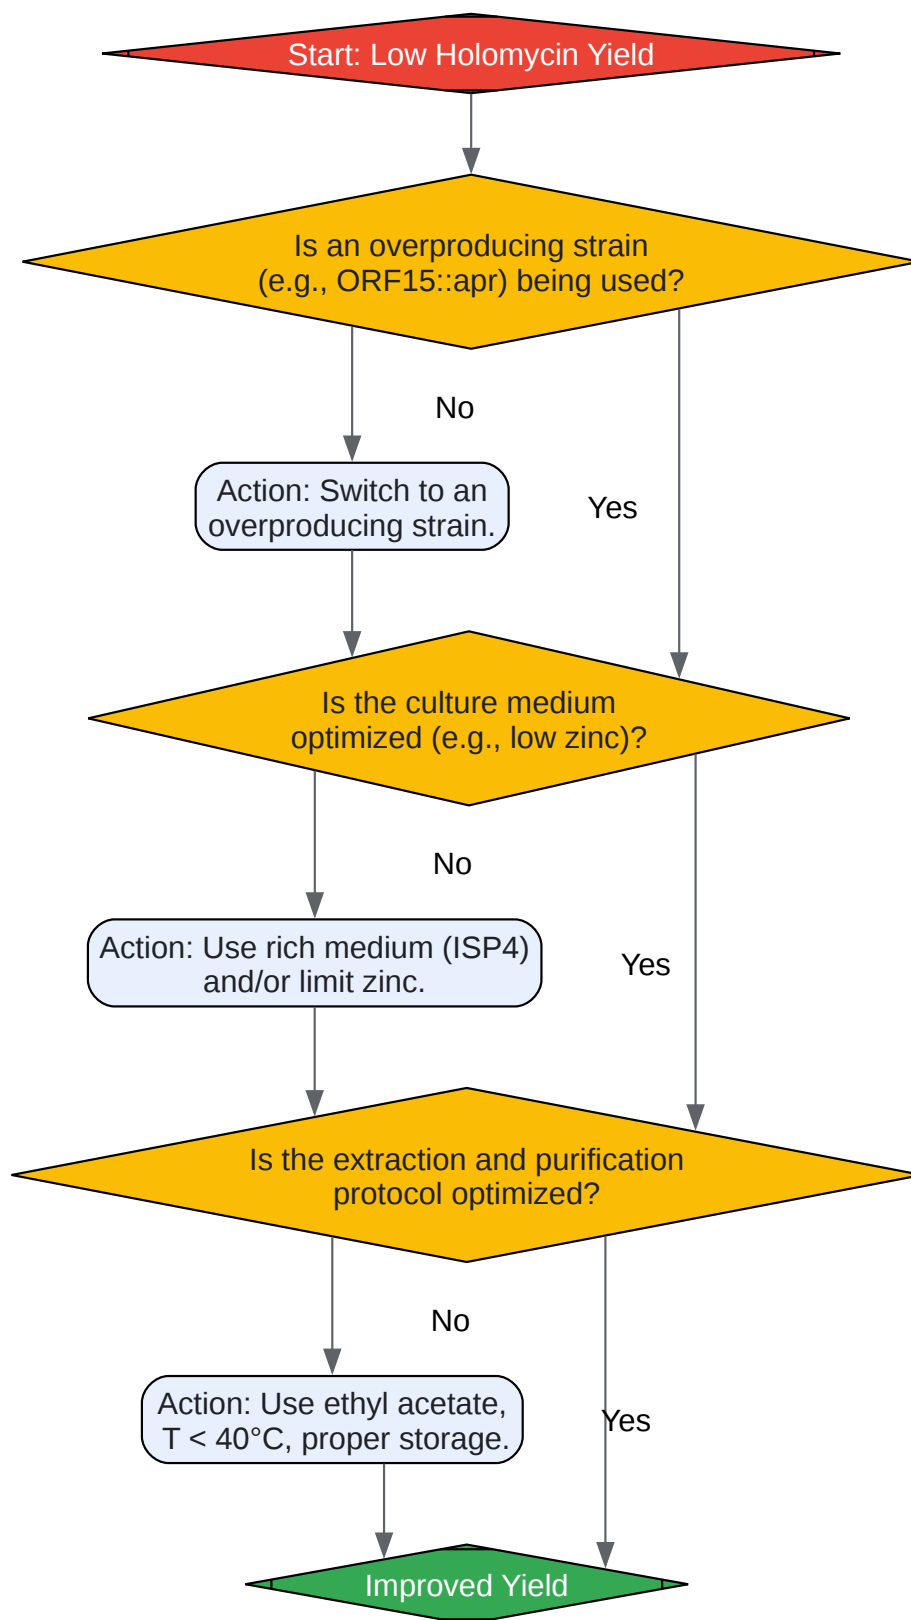 Start: Low Holomycin Yield
Is an overproducing strain
(e.g., ORF15::apr) being used?
No
Action: Switch to an
overproducing strain.
Yes
Is the culture medium
optimized (e.g., low zinc)?
No
Action: Use rich medium (ISP4)
and/or limit zinc.
Yes
Is the extraction and purification
protocol optimized?
No
Action: Use ethyl acetate,
T < 40°C, proper storage.
Yes
Improved Yield